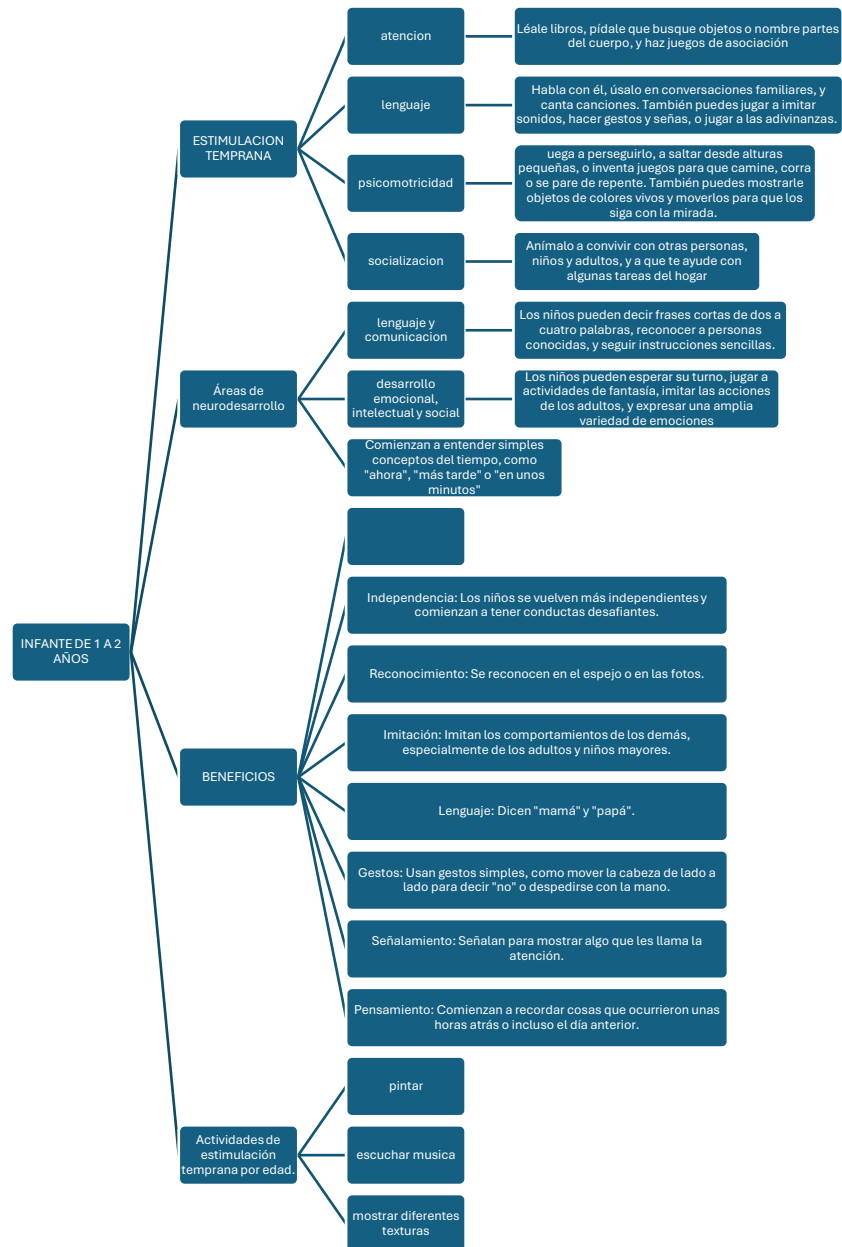 INFANTE DE 1 A 2
AÑOS
ESTIMULACION
TEMPRANA
atencion
Léale libros, pídale que busque objetos o nombre partes
del cuerpo, y haz juegos de asociación
lenguaje
Habla con él, úsalo en conversaciones familiares, y
canta canciones. También puedes jugar a imitar
sonidos, hacer gestos y señas, o jugar a las adivinanzas.
psicomotricidad
uega a perseguirlo, a saltar desde alturas
pequeñas, o inventa juegos para que camine, corra
o se pare de repente. También puedes mostrarle
objetos de colores vivos y moverlos para que los
siga con la mirada.
socializacion
Anímalo a convivir con otras personas,
niños y adultos, y a que te ayude con
algunas tareas del hogar
Áreas de
neurodesarrollo
lenguaje y
comunicacion
Los niños pueden decir frases cortas de dos a
cuatro palabras, reconocer a personas
conocidas, y seguir instrucciones sencillas.
desarrollo
emocional,
intelectual y social
Los niños pueden esperar su turno, jugar a
actividades de fantasía, imitar las acciones
de los adultos, y expresar una amplia
variedad de emociones
Comienzan a entender simples
conceptos del tiempo, como
"ahora", "más tarde" o "en unos
minutos"
BENEFICIOS
Independencia: Los niños se vuelven más independientes y
comienzan a tener conductas desafiantes.
Reconocimiento: Se reconocen en el espejo o en las fotos.
Imitación: Imitan los comportamientos de los demás,
especialmente de los adultos y niños mayores.
Lenguaje: Dicen "mamá" y "papá".
Gestos: Usan gestos simples, como mover la cabeza de lado a
lado para decir "no" o despedirse con la mano.
Señalamiento: Señalan para mostrar algo que les llama la
atención.
Pensamiento: Comienzan a recordar cosas que ocurrieron unas
horas atrás o incluso el día anterior.
Actividades de
estimulación
temprana por edad.
pintar
escuchar musica
mostrar diferentes
texturas